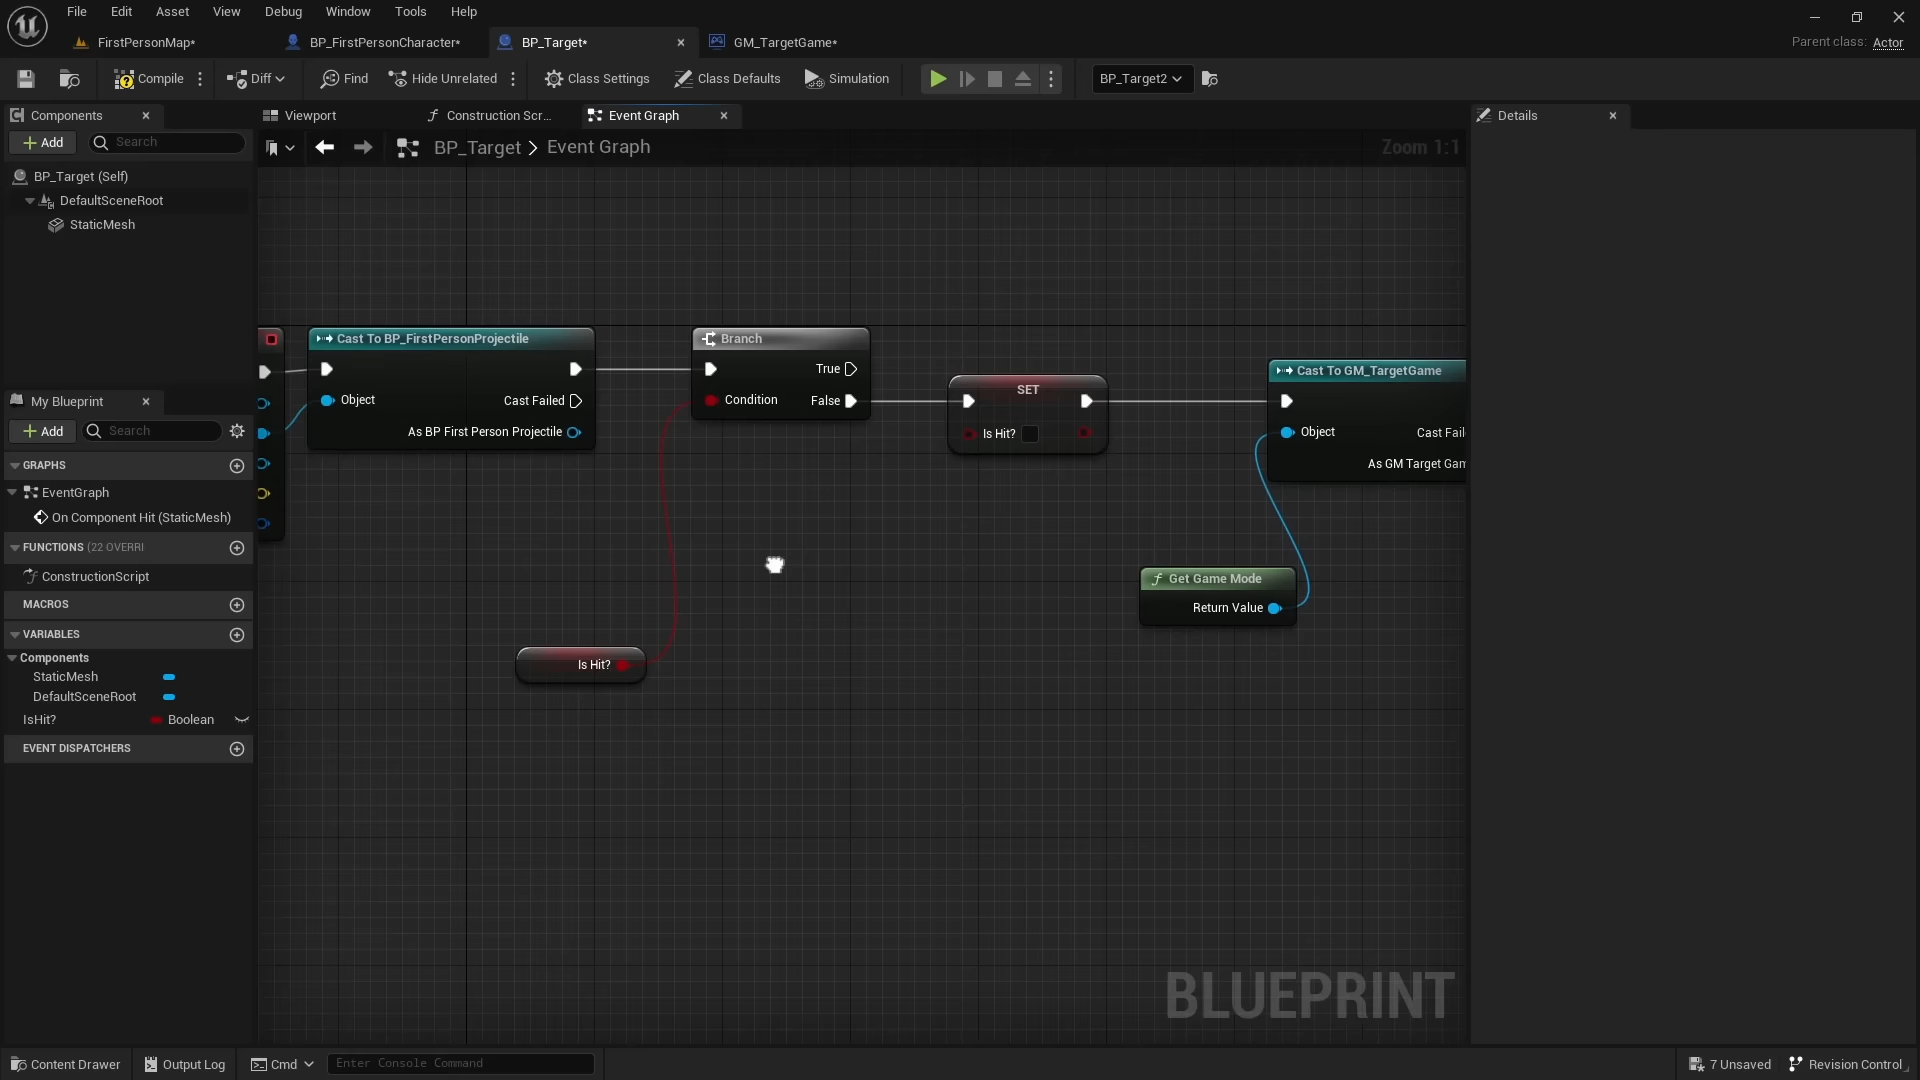 File Edit Asset View Debug Window Tools Help
FirstPersonMap* BP_FirstPersonCharacter* BP_Target* GM_TargetGame* Parent class: Actor
Compile Diff Find Hide Unrelated Class Settings Class Defaults Simulation BP_Target2
Components Viewport Construction Scr... Event Graph Details
Add Search BP_Target > Event Graph Zoom 1:1
BP_Target (Self)
DefaultSceneRoot
StaticMesh
Cast To BP_FirstPersonProjectile
Object
Cast Failed
As BP First Person Projectile
Branch
True
Condition
False
SET
Is Hit?
Cast To GM_TargetGame
Object
Cast Fail
As GM Target Gam
Get Game Mode
Return Value
Is Hit?
My Blueprint
Add Search
GRAPHS
EventGraph
On Component Hit (StaticMesh)
FUNCTIONS (22 OVERRI
ConstructionScript
MACROS
VARIABLES
Components
StaticMesh
DefaultSceneRoot
IsHit? Boolean
EVENT DISPATCHERS
BLUEPRINT
Content Drawer Output Log Cmd Enter Console Command 7 Unsaved Revision Control